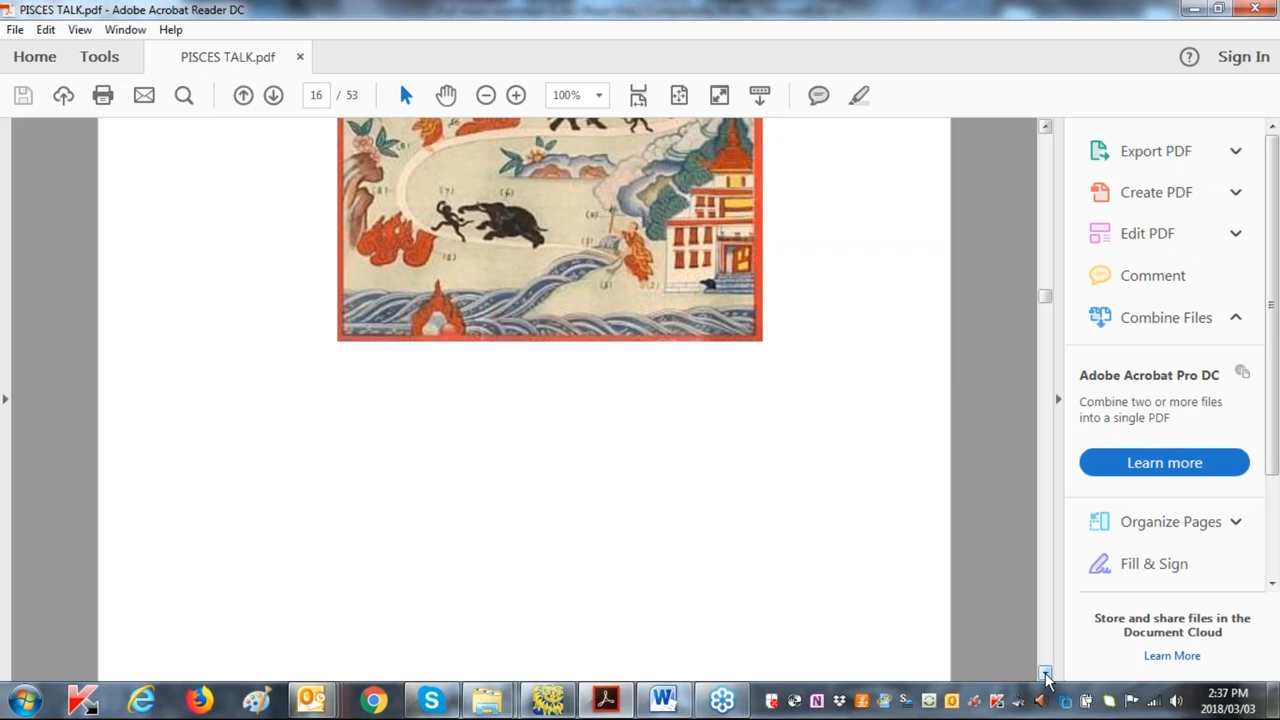 PISCES TALK.pdf - Adobe Acrobat Reader DC
File Edit View Window Help
Home Tools PISCES TALK.pdf × Sign In
16 / 53 100%
Export PDF
Create PDF
Edit PDF
Comment
Combine Files
Adobe Acrobat Pro DC
Combine two or more files
into a single PDF
Learn more
Organize Pages
Fill & Sign
Store and share files in the
Document Cloud
Learn More
(7) (6)
2:37 PM
2018/03/03